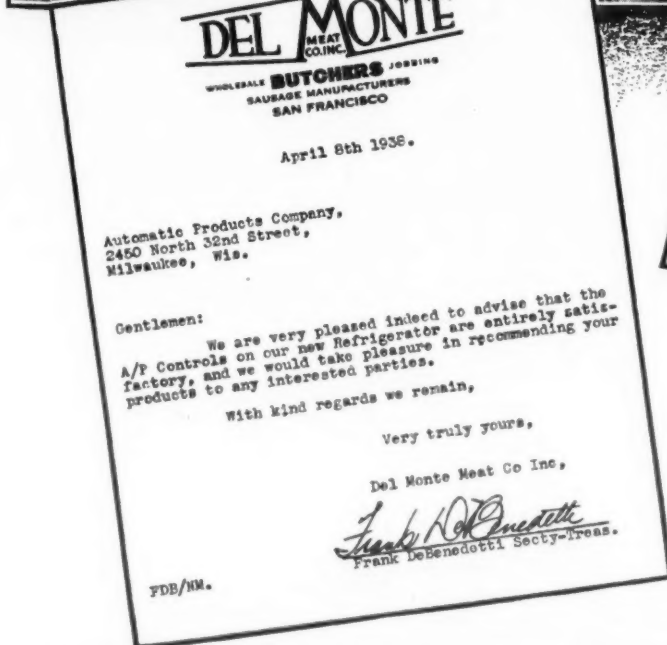 DEL MONTE
MEAT
CO.INC.
WHOLESALE BUTCHERS JOBBING
SAUSAGE MANUFACTURERS
SAN FRANCISCO
April 8th 1938.
Automatic Products Company,
2450 North 32nd Street,
Milwaukee, Wis.
Gentlemen:
We are very pleased indeed to advise that the
A/P Controls on our new Refrigerator are entirely satis-
factory, and we would take pleasure in recommending your
products to any interested parties.
With kind regards we remain,
Very truly yours,
Del Monte Meat Co Inc,
Frank DeBenedetti
Frank DeBenedotti Secty-Treas.
FDB/NM.